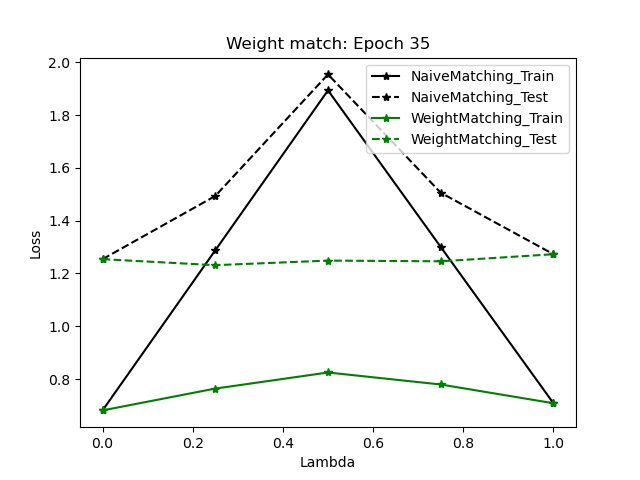 Weight match: Epoch 35
2.0
1.8
1.6
1.4
1.2
1.0
0.8
Loss
NaiveMatching_Train
NaiveMatching_Test
WeightMatching_Train
WeightMatching_Test
0.0 0.2 0.4 0.6 0.8 1.0
Lambda